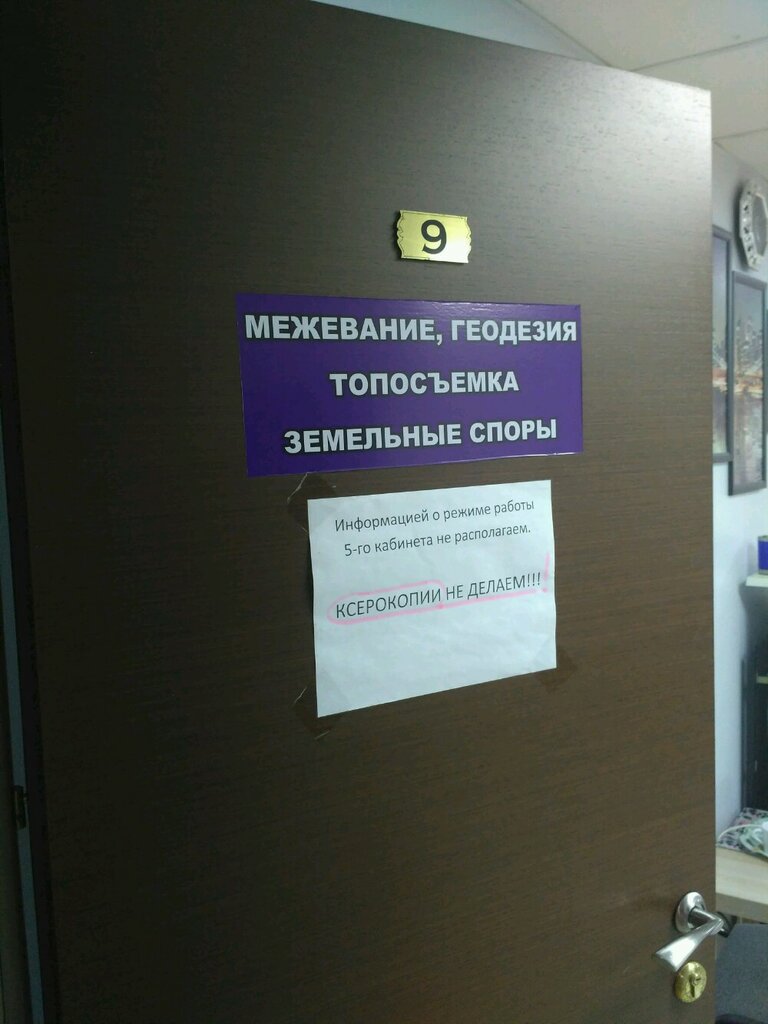 9
МЕЖЕВАНИЕ, ГЕОДЕЗИЯ
ТОПОСЪЕМКА
ЗЕМЕЛЬНЫЕ СПОРЫ
Информацией о режиме работы
5-го кабинета не располагаем.
КСЕРОКОПИИ НЕ ДЕЛАЕМ!!!